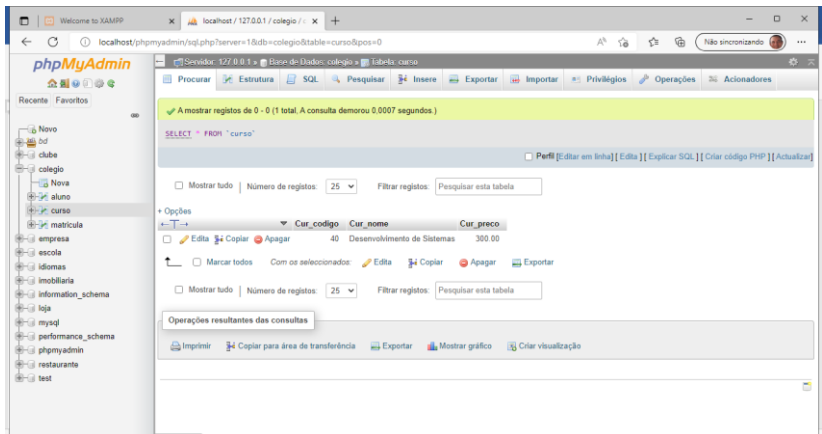 Welcome to XAMPP
localhost / 127.0.0.1 / colegio / c
localhost/phpmyadmin/sql.php?server=1&db=colegio&table=curso&pos=0
Não sincronizando
phpMyAdmin
Recente Favoritos
Novo
bd
clube
colegio
Nova
aluno
curso
matricula
empresa
escola
idiomas
imobiliaria
information_schema
loja
mysql
performance_schema
phpmyadmin
restaurante
test
Servidor: 127.0.0.1 » Base de Dados: colegio » Tabela: curso
Procurar Estrutura SQL Pesquisar Insere Exportar Importar Privilégios Operações Acionadores
A mostrar registos de 0 - 0 (1 total, A consulta demorou 0,0007 segundos.)
SELECT * FROM `curso`
Perfil [Editar em linha] [ Edita ] [ Explicar SQL ] [ Criar código PHP ] [ Actualizar]
Mostrar tudo | Número de registos: 25 Filtrar registos: Pesquisar esta tabela
+ Opções
←T→ Cur_codigo Cur_nome Cur_preco
Edita Copiar Apagar 40 Desenvolvimento de Sistemas 300.00
Marcar todos Com os seleccionados: Edita Copiar Apagar Exportar
Mostrar tudo | Número de registos: 25 Filtrar registos: Pesquisar esta tabela
Operações resultantes das consultas
Imprimir Copiar para área de transferência Exportar Mostrar gráfico Criar visualização